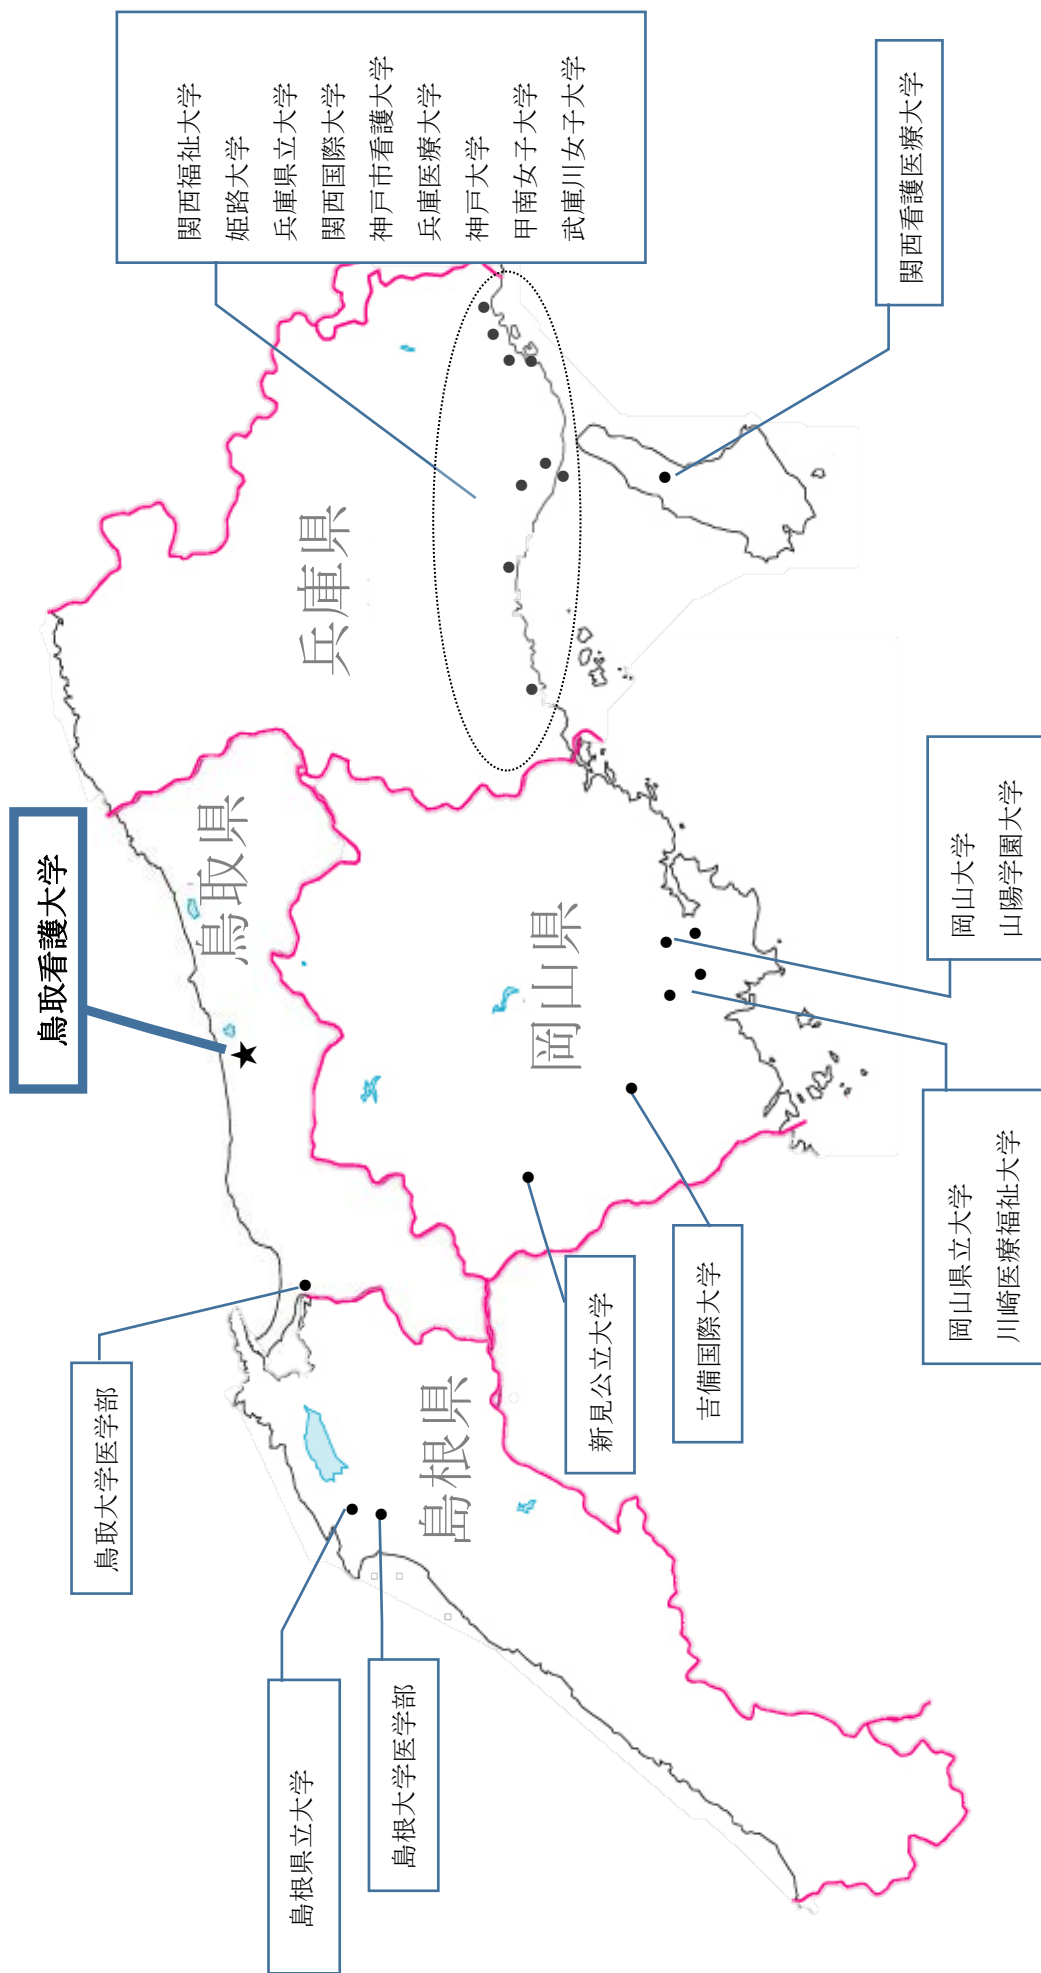 鳥取看護大学
鳥取大学医学部
島根県立大学
島根大学医学部
鳥取県
兵庫県
島根県
岡山県
関西福祉大学
姫路大学
兵庫県立大学
関西国際大学
神戸市看護大学
兵庫医療大学
神戸大学
甲南女子大学
武庫川女子大学
関西看護医療大学
新見公立大学
吉備国際大学
岡山県立大学
川崎医療福祉大学
岡山大学
山陽学園大学